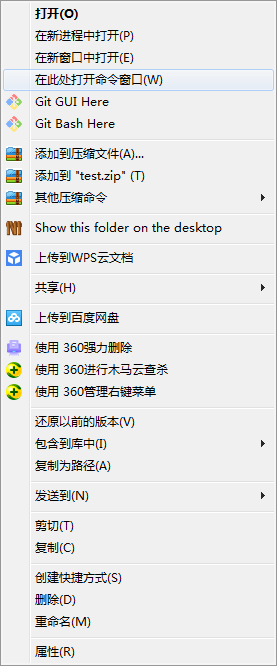 打开(O)
在新进程中打开(P)
在新窗口中打开(E)
在此处打开命令窗口(W)
Git GUI Here
Git Bash Here
添加到压缩文件(A)...
添加到 "test.zip" (T)
其他压缩命令
Show this folder on the desktop
上传到WPS云文档
共享(H)
上传到百度网盘
使用 360强力删除
使用 360进行木马云查杀
使用 360管理右键菜单
还原以前的版本(V)
包含到库中(I)
复制为路径(A)
发送到(N)
剪切(T)
复制(C)
创建快捷方式(S)
删除(D)
重命名(M)
属性(R)